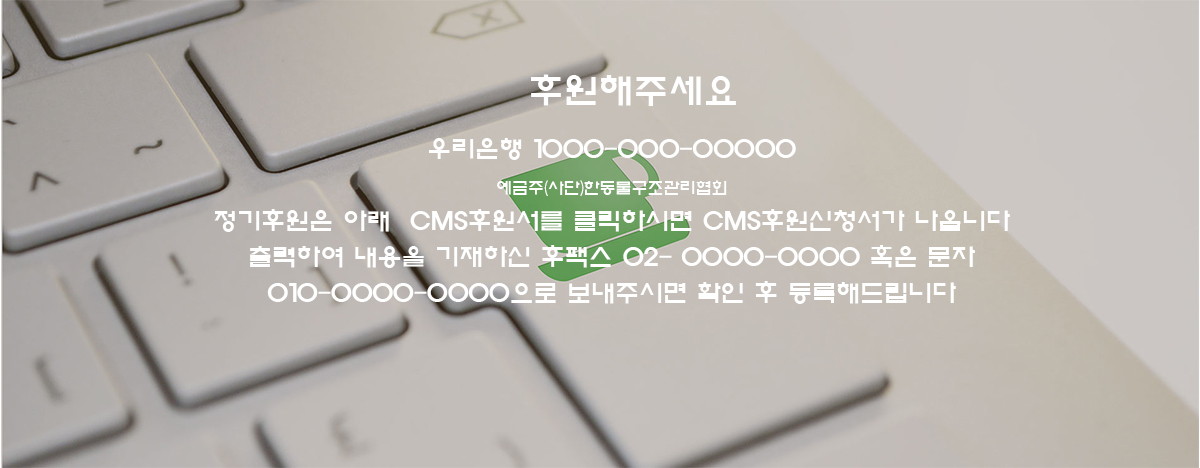 후원해주세요
우리은행 1000-000-00000
예금주(사단)한동물구조관리협회
정기후원은 아래 CMS후원서를 클릭하시면 CMS후원신청서가 나옵니다
출력하여 내용을 기재하신 후팩스 02- 0000-0000 혹은 문자
010-0000-0000으로 보내주시면 확인 후 등록해드립니다